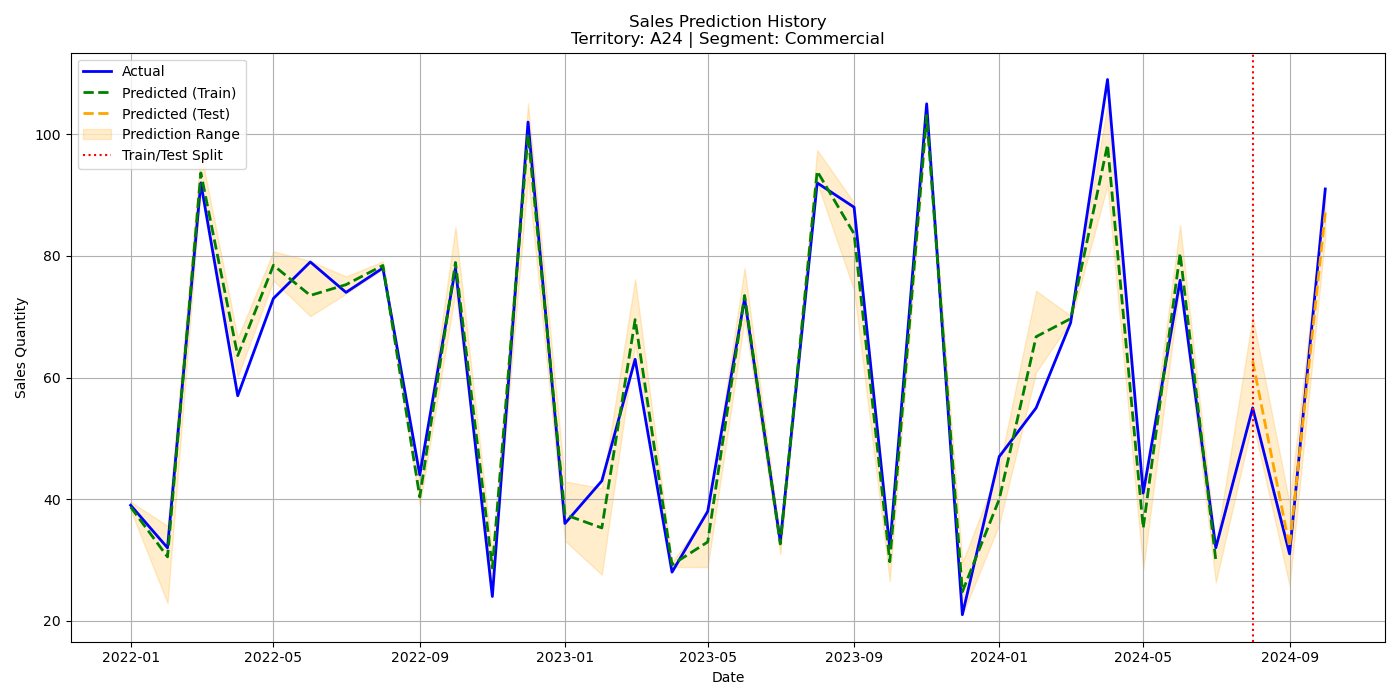 Sales Prediction History
Territory: A24 | Segment: Commercial
Actual
Predicted (Train)
Predicted (Test)
Prediction Range
Train/Test Split
Sales Quantity
100
80
60
40
20
2022-01
2022-05
2022-09
2023-01
2023-05
2023-09
2024-01
2024-05
2024-09
Date